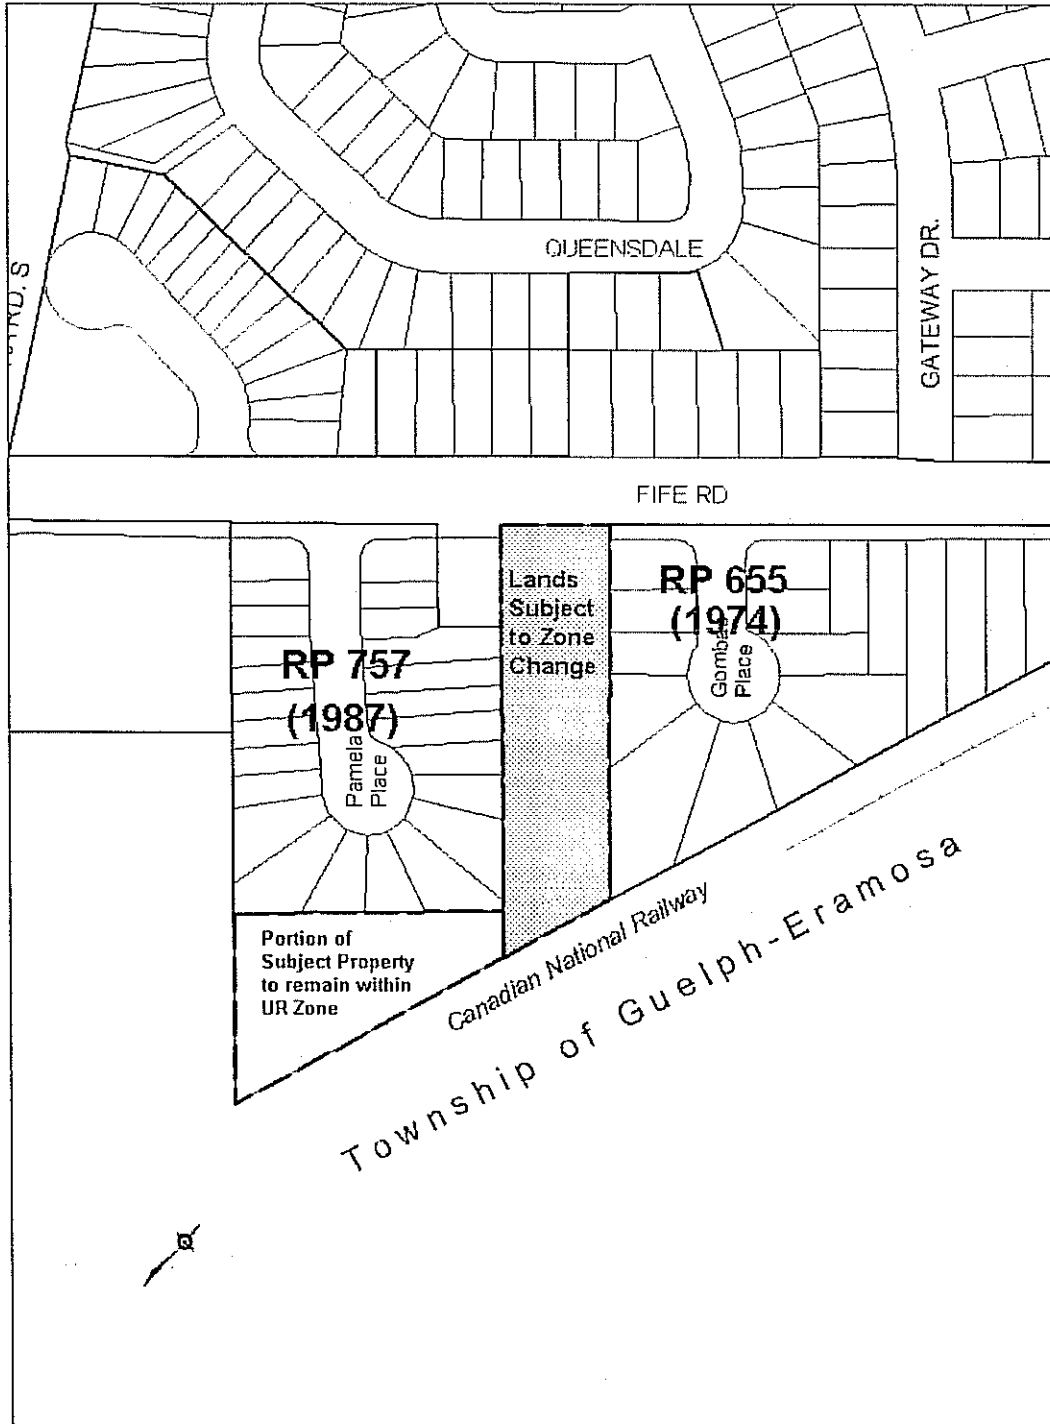 QUEENSDALE
GATEWAY DR.
RD. S
FIFE RD
Lands
Subject
to Zone
Change
RP 655
(1974)
Place
RP 757
(1987)
Pamela
Place
Portion of
Subject Property
to remain within
UR Zone
Canadian National Railway
Township of Guelph-Eramosa